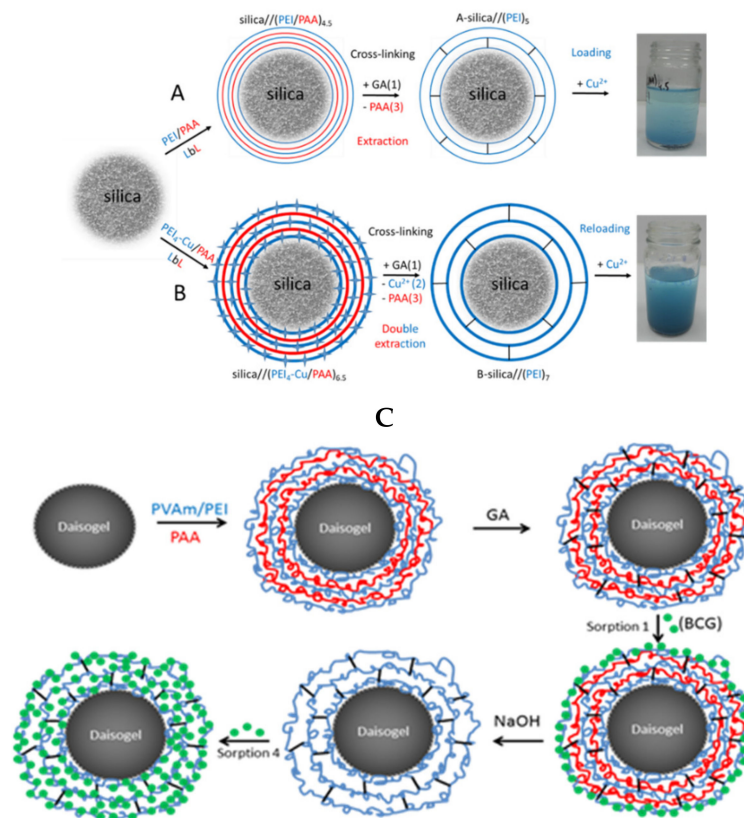 silica//(PEI/PAA)4.5
A-silica//(PEI)5
Cross-linking
Loading
A
silica
+ GA(1)
silica
+ Cu2+
- PAA(3)
PEI/PAA
Extraction
LbL
silica
PEI4-Cu/PAA
Cross-linking
Reloading
LbL
+ GA(1)
silica
- Cu2+ (2)
silica
+ Cu2+
B
- PAA(3)
Double
extraction
silica//(PEI4-Cu/PAA)6.5
B-silica//(PEI)7
C
PVAm/PEI
GA
Daisogel
PAA
Daisogel
Daisogel
Sorption 1
(BCG)
NaOH
Daisogel
Sorption 4
Daisogel
Daisogel